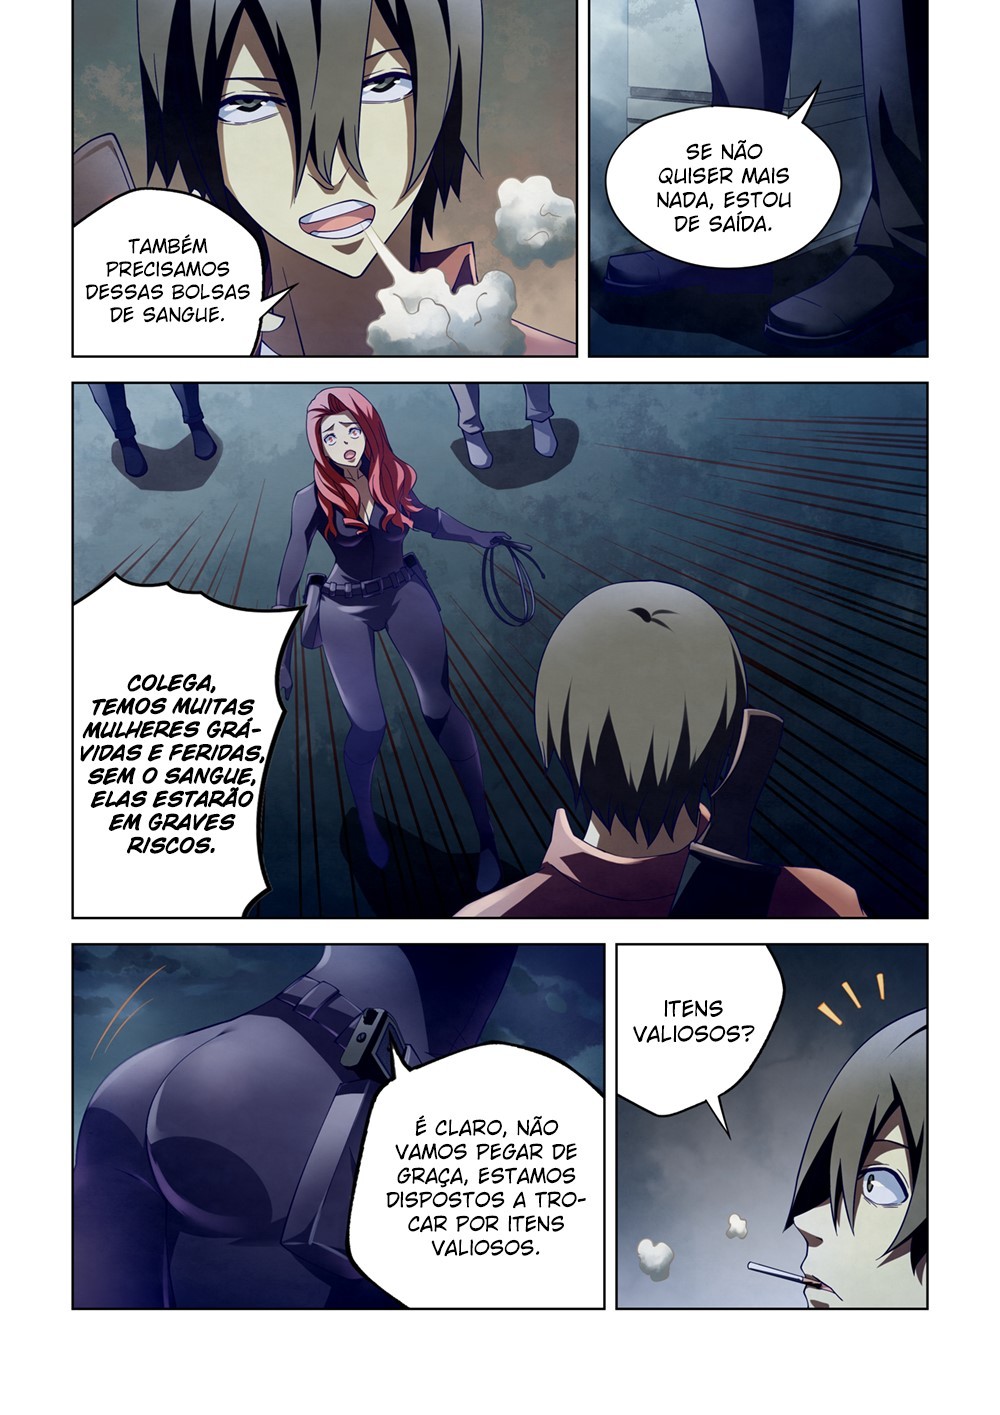 TAMBÉM
PRECISAMOS
DESSAS BOLSAS
DE SANGUE.
SE NÃO
QUISER MAIS
NADA, ESTOU
DE SAÍDA.
COLEGA,
TEMOS MUITAS
MULHERES GRÁ-
VIDAS E FERIDAS,
SEM O SANGUE,
ELAS ESTARÃO
EM GRAVES
RISCOS.
É CLARO, NÃO
VAMOS PEGAR DE
GRAÇA, ESTAMOS
DISPOSTOS A TRO-
CAR POR ITENS
VALIOSOS.
ITENS
VALIOSOS?